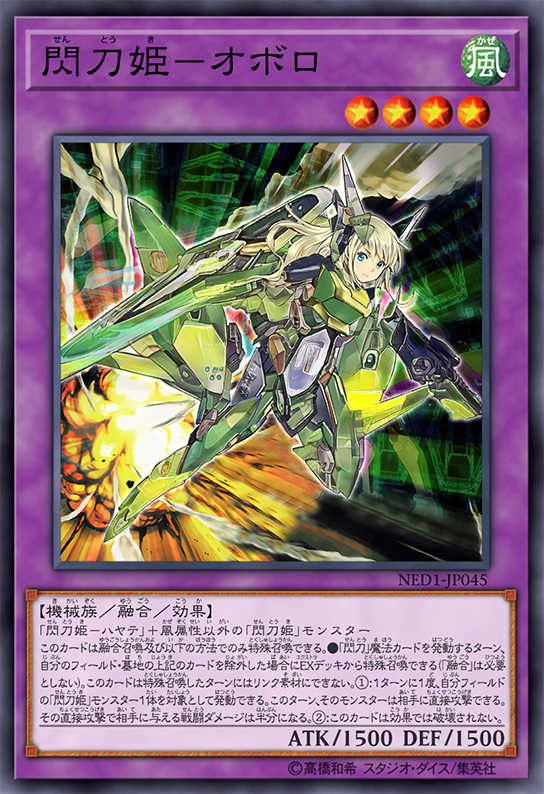 閃刀姫－オボロ
風
NED1-JP045
【機械族／融合／効果】
「閃刀姫－ハヤテ」＋風属性以外の「閃刀姫」モンスター
このカードは融合召喚及び以下の方法でのみ特殊召喚できる。●「閃刀」魔法カードを発動するターン、
自分のフィールド・墓地の上記のカードを除外した場合にEXデッキから特殊召喚できる（「融合」は必要
としない）。このカードは特殊召喚したターンにはリンク素材にできない。①：1ターンに1度、自分フィールド
の「閃刀姫」モンスター1体を対象として発動できる。このターン、そのモンスターは相手に直接攻撃できる。
その直接攻撃で相手に与える戦闘ダメージは半分になる。②：このカードは効果では破壊されない。
ATK/1500 DEF/1500
©高橋和希 スタジオ・ダイス/集英社